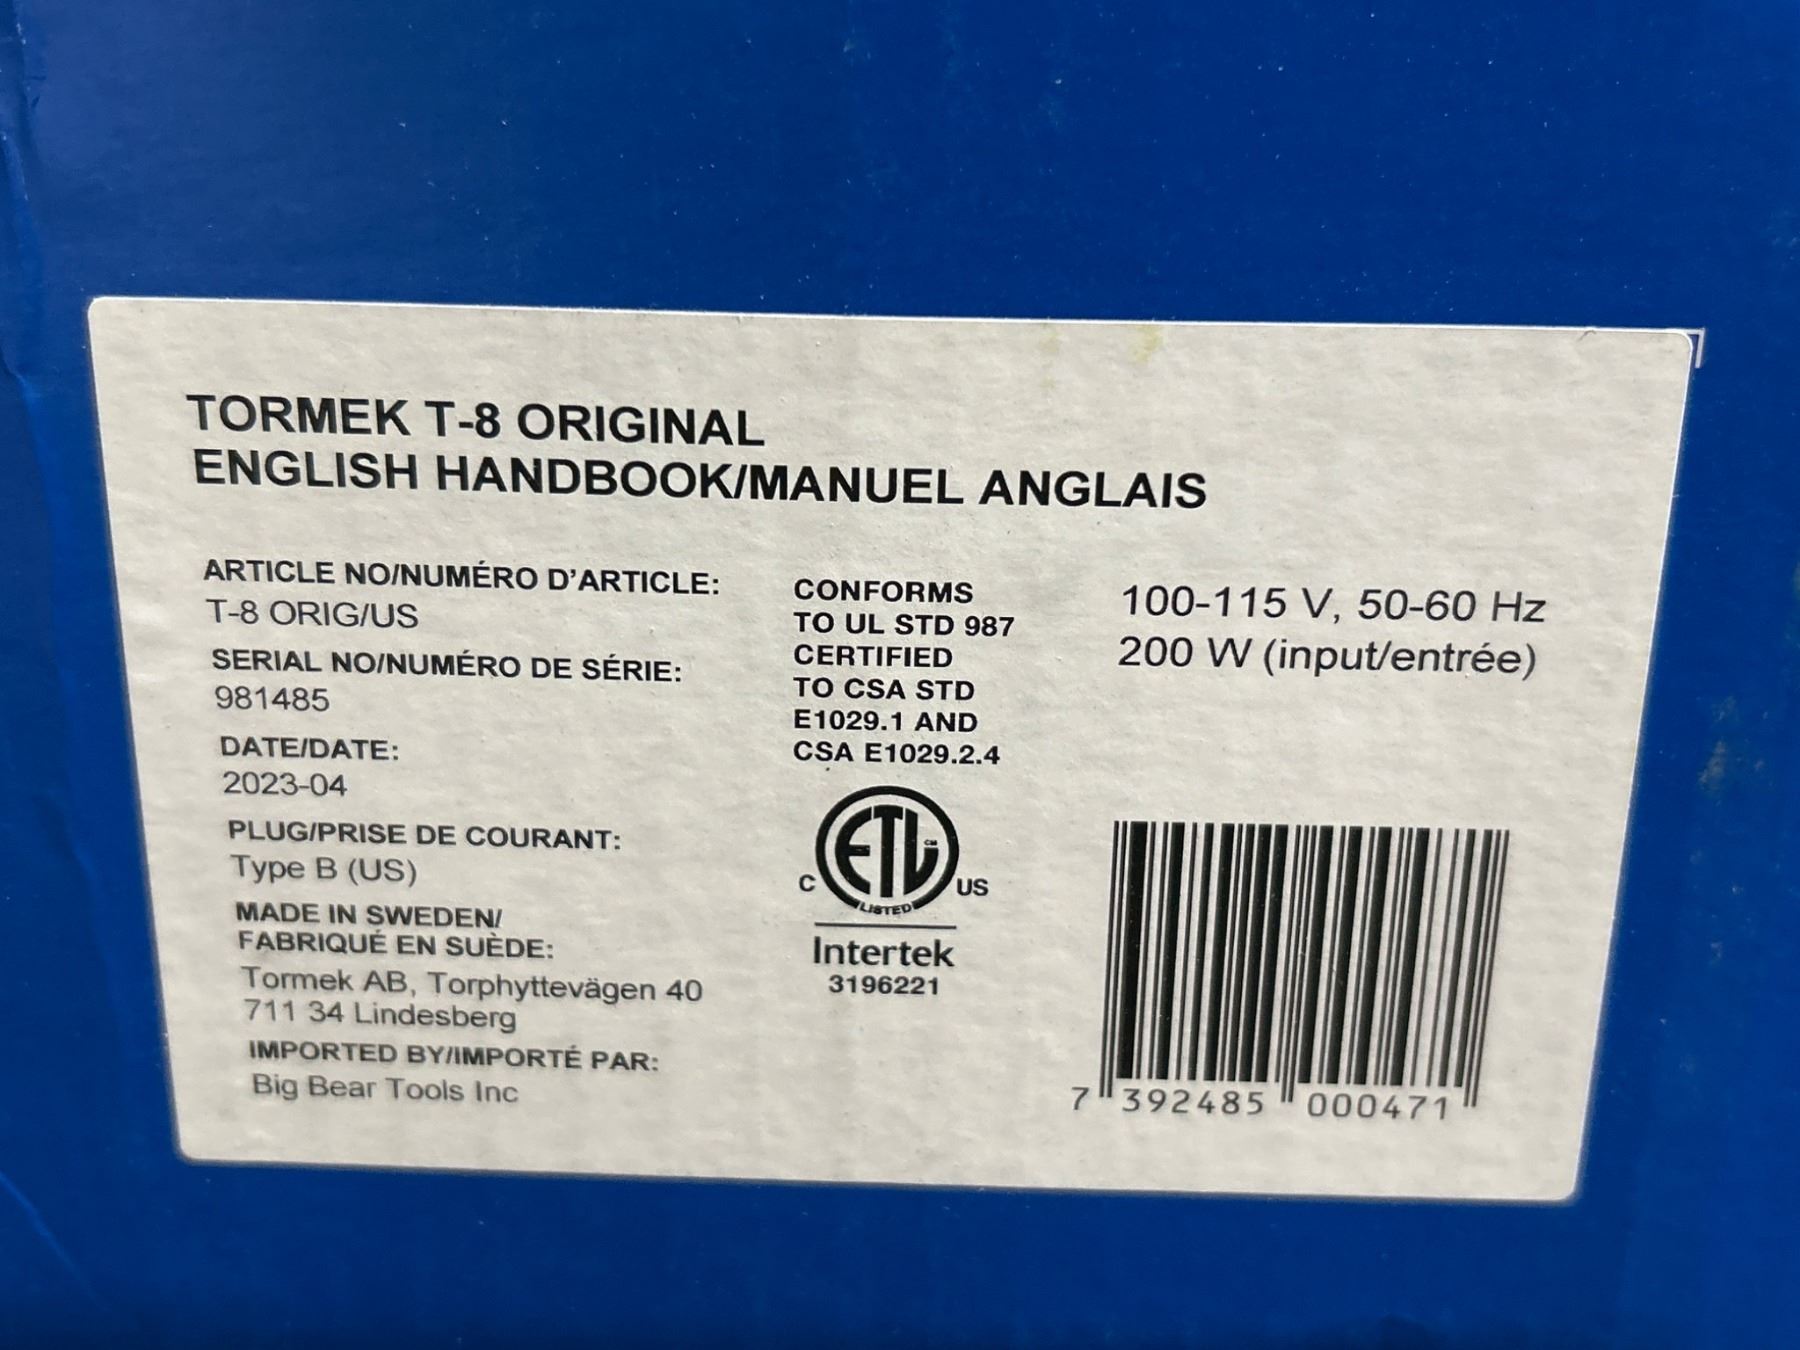 TORMEK T-8 ORIGINAL
ENGLISH HANDBOOK/MANUEL ANGLAIS
ARTICLE NO/NUMÉRO D'ARTICLE:
T-8 ORIG/US
SERIAL NO/NUMÉRO DE SÉRIE:
981485
DATE/DATE:
2023-04
PLUG/PRISE DE COURANT:
Type B (US)
MADE IN SWEDEN/
FABRIQUÉ EN SUÈDE:
Tormek AB, Torphyttevägen 40
711 34 Lindesberg
IMPORTED BY/IMPORTÉ PAR:
Big Bear Tools Inc
CONFORMS
TO UL STD 987
CERTIFIED
TO CSA STD
E1029.1 AND
CSA E1029.2.4
C ETL US
LISTED
Intertek
3196221
100-115 V, 50-60 Hz
200 W (input/entrée)
7 392485 000471